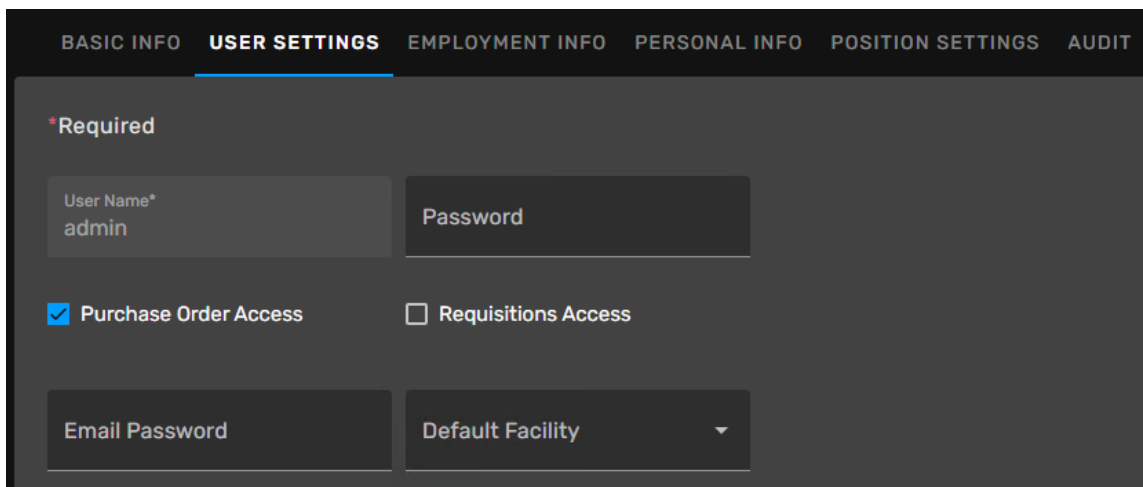 BASIC INFO USER SETTINGS EMPLOYMENT INFO PERSONAL INFO POSITION SETTINGS AUDIT
*Required
User Name*
admin
Password
Purchase Order Access
Requisitions Access
Email Password
Default Facility